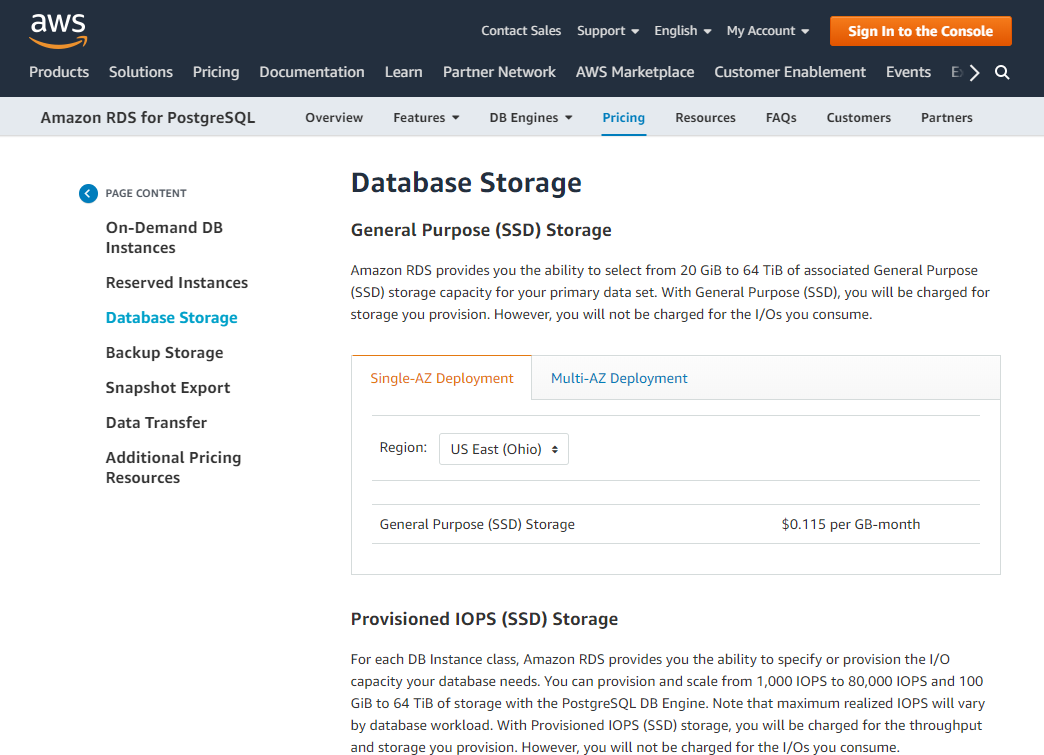 aws
Contact Sales Support English My Account Sign In to the Console
Products Solutions Pricing Documentation Learn Partner Network AWS Marketplace Customer Enablement Events
Amazon RDS for PostgreSQL Overview Features DB Engines Pricing Resources FAQs Customers Partners
PAGE CONTENT
On-Demand DB
Instances
Reserved Instances
Database Storage
Backup Storage
Snapshot Export
Data Transfer
Additional Pricing
Resources
Database Storage
General Purpose (SSD) Storage
Amazon RDS provides you the ability to select from 20 GiB to 64 TiB of associated General Purpose
(SSD) storage capacity for your primary data set. With General Purpose (SSD), you will be charged for
storage you provision. However, you will not be charged for the I/Os you consume.
Single-AZ Deployment Multi-AZ Deployment
Region: US East (Ohio)
General Purpose (SSD) Storage $0.115 per GB-month
Provisioned IOPS (SSD) Storage
For each DB Instance class, Amazon RDS provides you the ability to specify or provision the I/O
capacity your database needs. You can provision and scale from 1,000 IOPS to 80,000 IOPS and 100
GiB to 64 TiB of storage with the PostgreSQL DB Engine. Note that maximum realized IOPS will vary
by database workload. With Provisioned IOPS (SSD) storage, you will be charged for the throughput
and storage you provision. However, you will not be charged for the I/Os you consume.